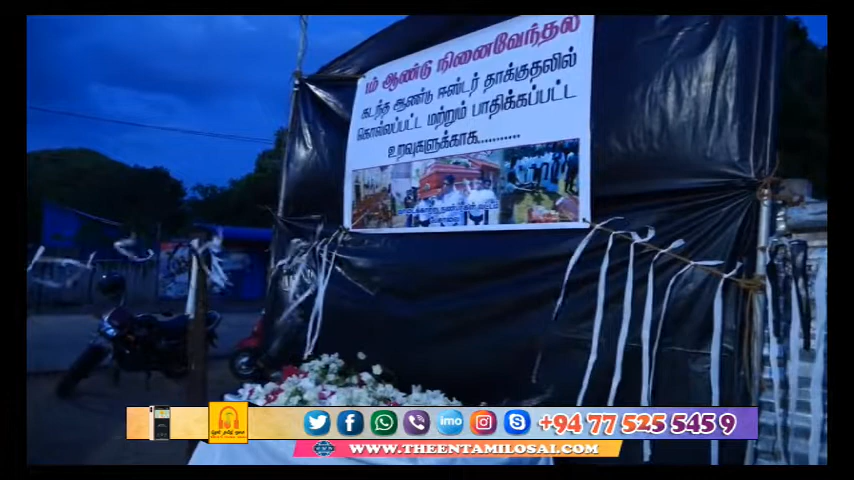 ம் ஆண்டு நினைவேந்தல்
கடந்த ஆண்டு ஈஸ்டர் தாக்குதலில்
கொல்லப்பட்ட மற்றும் பாதிக்கப்பட்ட
உறவுகளுக்காக............
imo
+94 77 525 545 9
WWW.THEENTAMILOSAI.COM